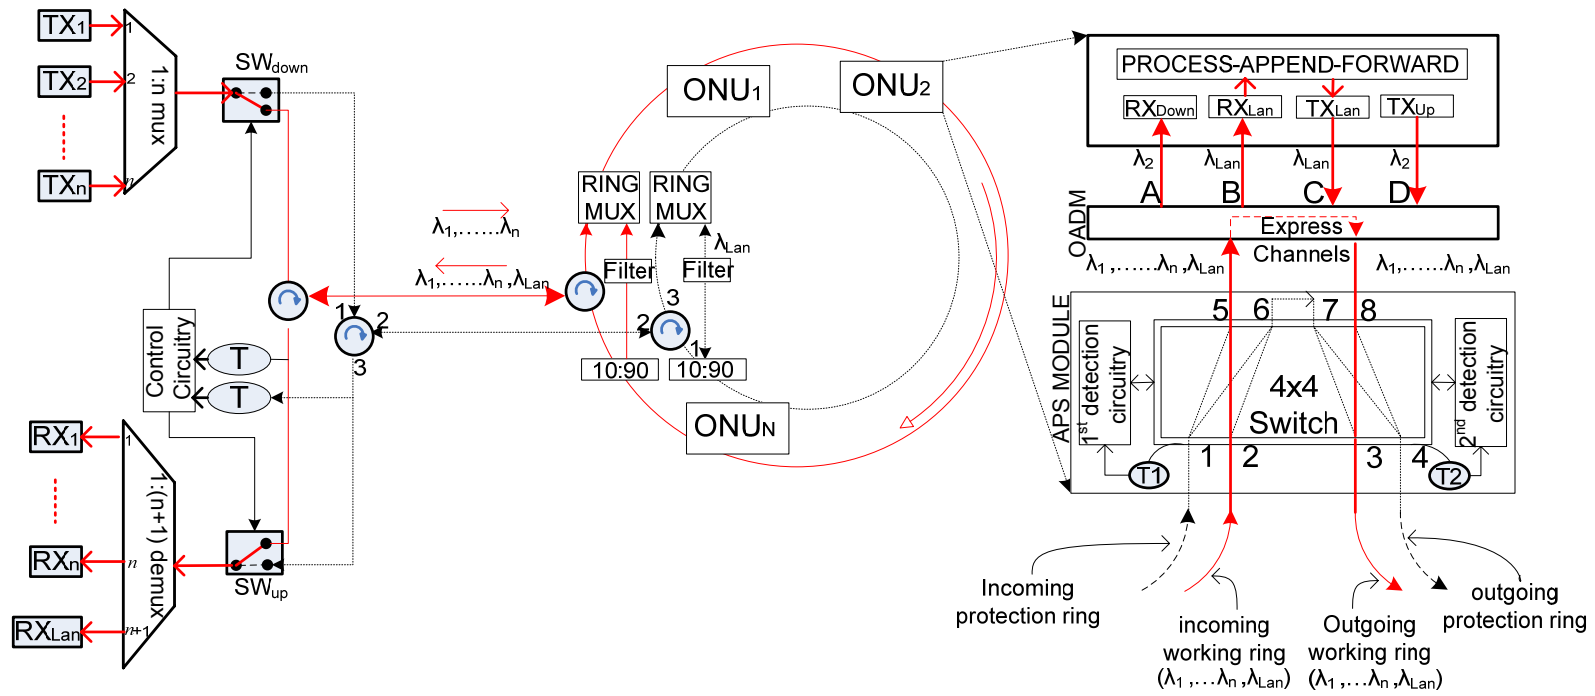 TX1
TX2
TXn
1
2
n
1:n mux
SWdown
Control Circuitry
T
T
1
2
3
RX1
RXn
RXLan
1
n
n+1
1:(n+1) demux
SWup
λ1,......λn
λ1,......λn ,λLan
ONU1
ONU2
ONUN
RING MUX
RING MUX
λLan
Filter
Filter
3
2
1
10:90
10:90
PROCESS-APPEND-FORWARD
RXDown
RXLan
TXLan
TXUp
λ2
λLan
λLan
λ2
A
B
C
D
OADM
Express
Channels
λ1 ,......λn ,λLan
λ1 ,......λn ,λLan
APS MODULE
5
6
7
8
1st detection circuitry
4x4
Switch
2nd detection circuitry
1
2
3
4
T1
T2
Incoming
protection ring
incoming
working ring
(λ1 ,...λn ,λLan)
Outgoing
working ring
(λ1 ,...λn ,λLan)
outgoing
protection ring